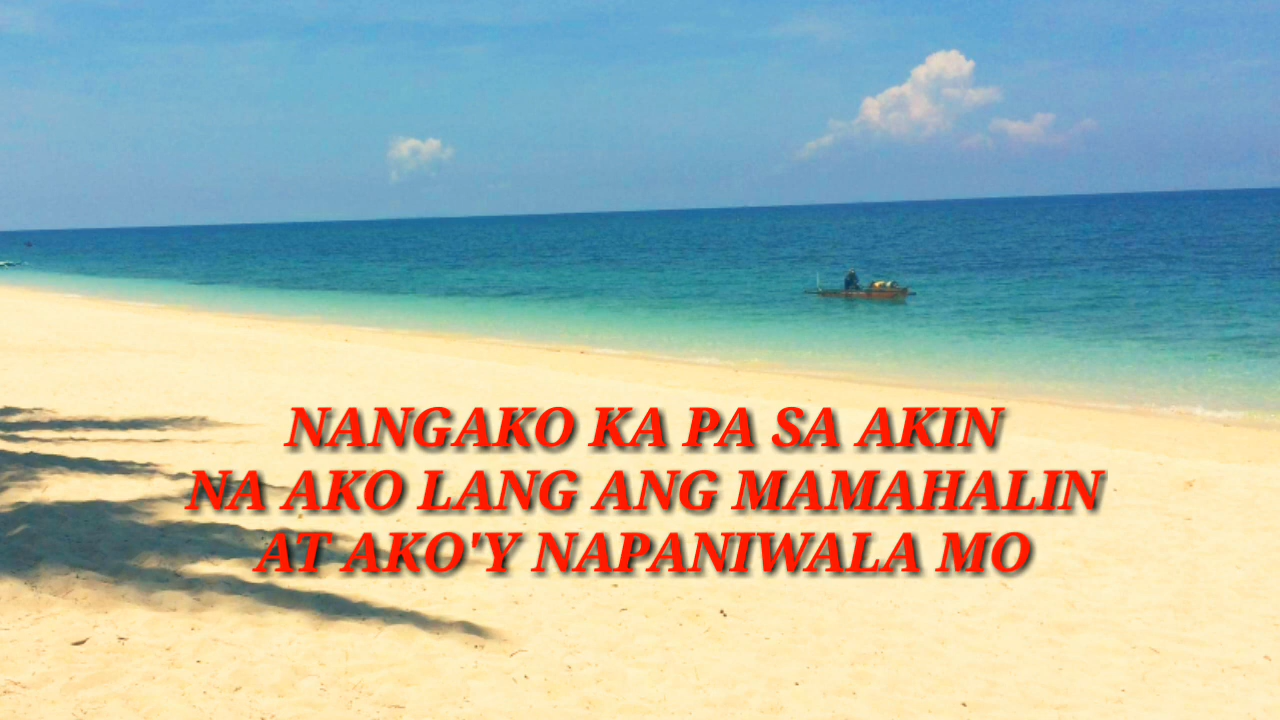 NANGAKO KA PA SA AKIN
NA AKO LANG ANG MAMAHALIN
AT AKO'Y NAPANIWALA MO